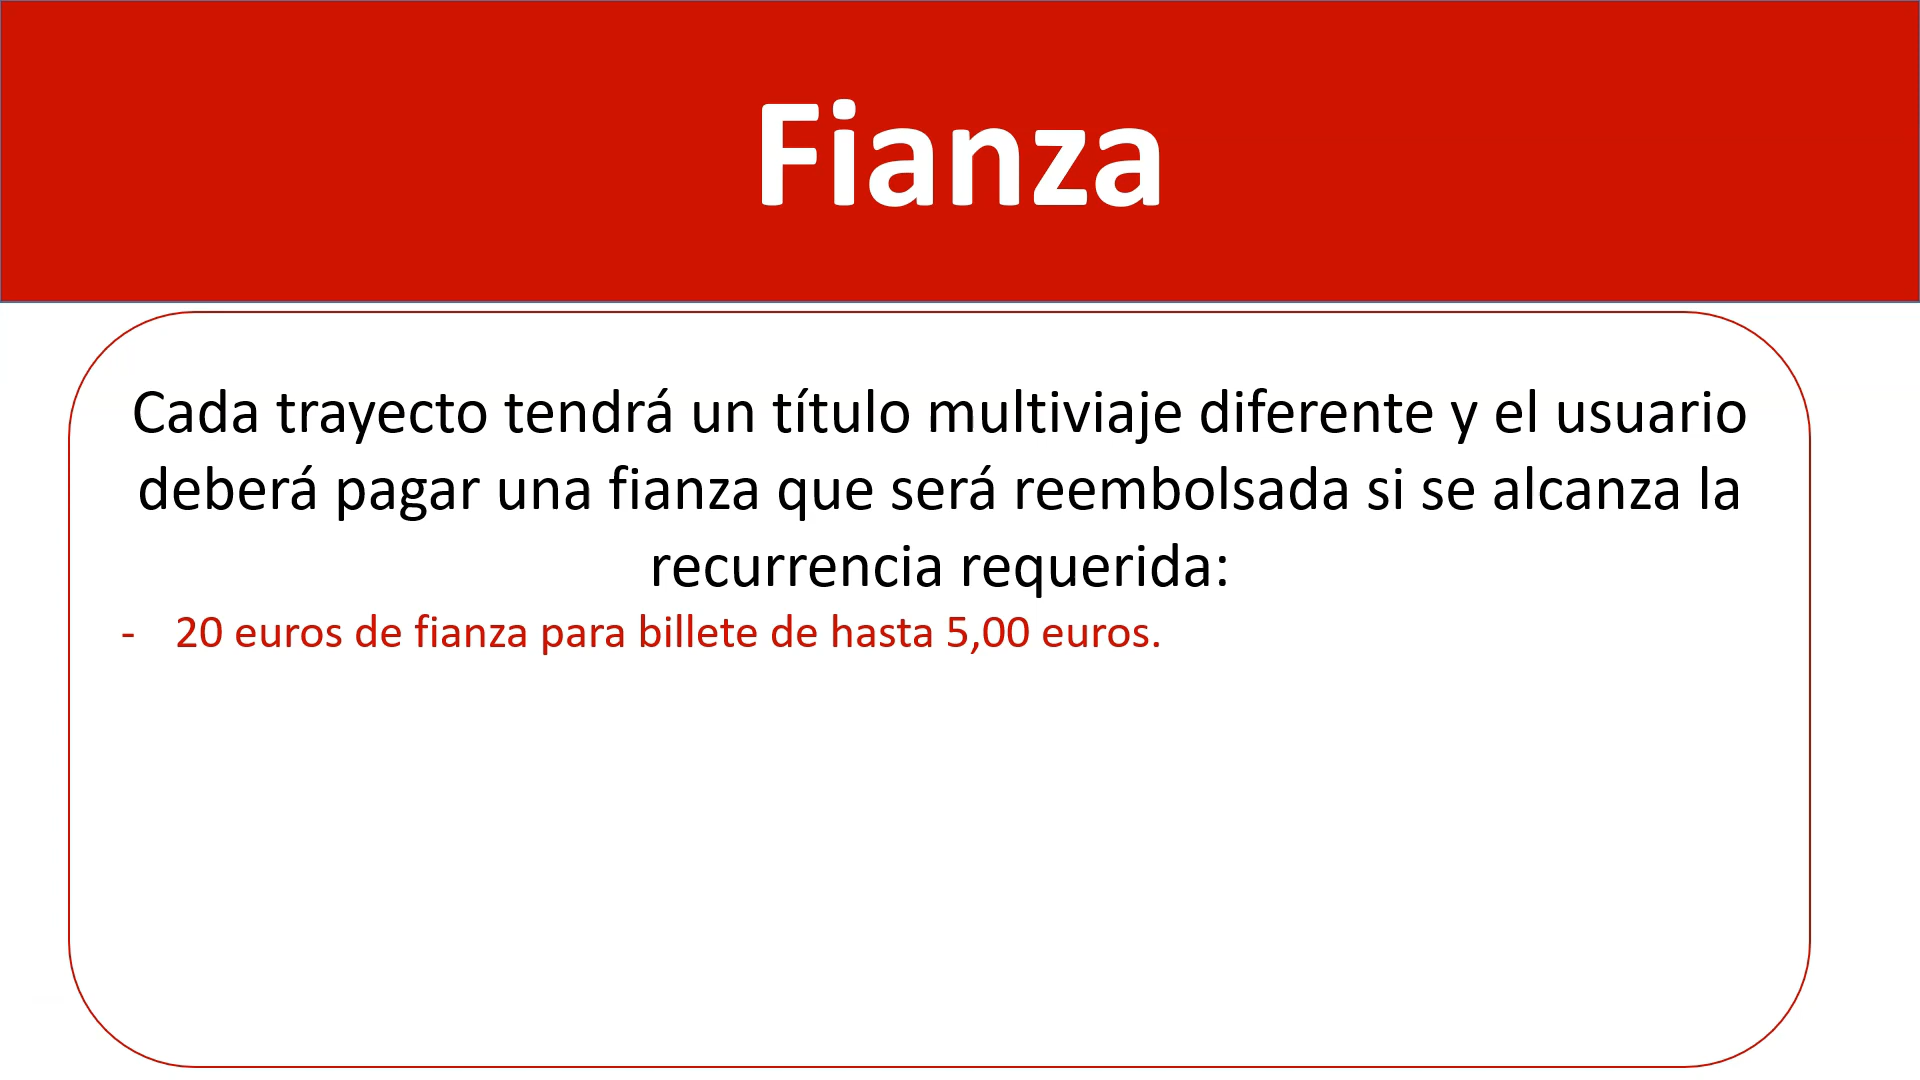 Fianza
Cada trayecto tendrá un título multiviaje diferente y el usuario
deberá pagar una fianza que será reembolsada si se alcanza la
recurrencia requerida:
- 20 euros de fianza para billete de hasta 5,00 euros.